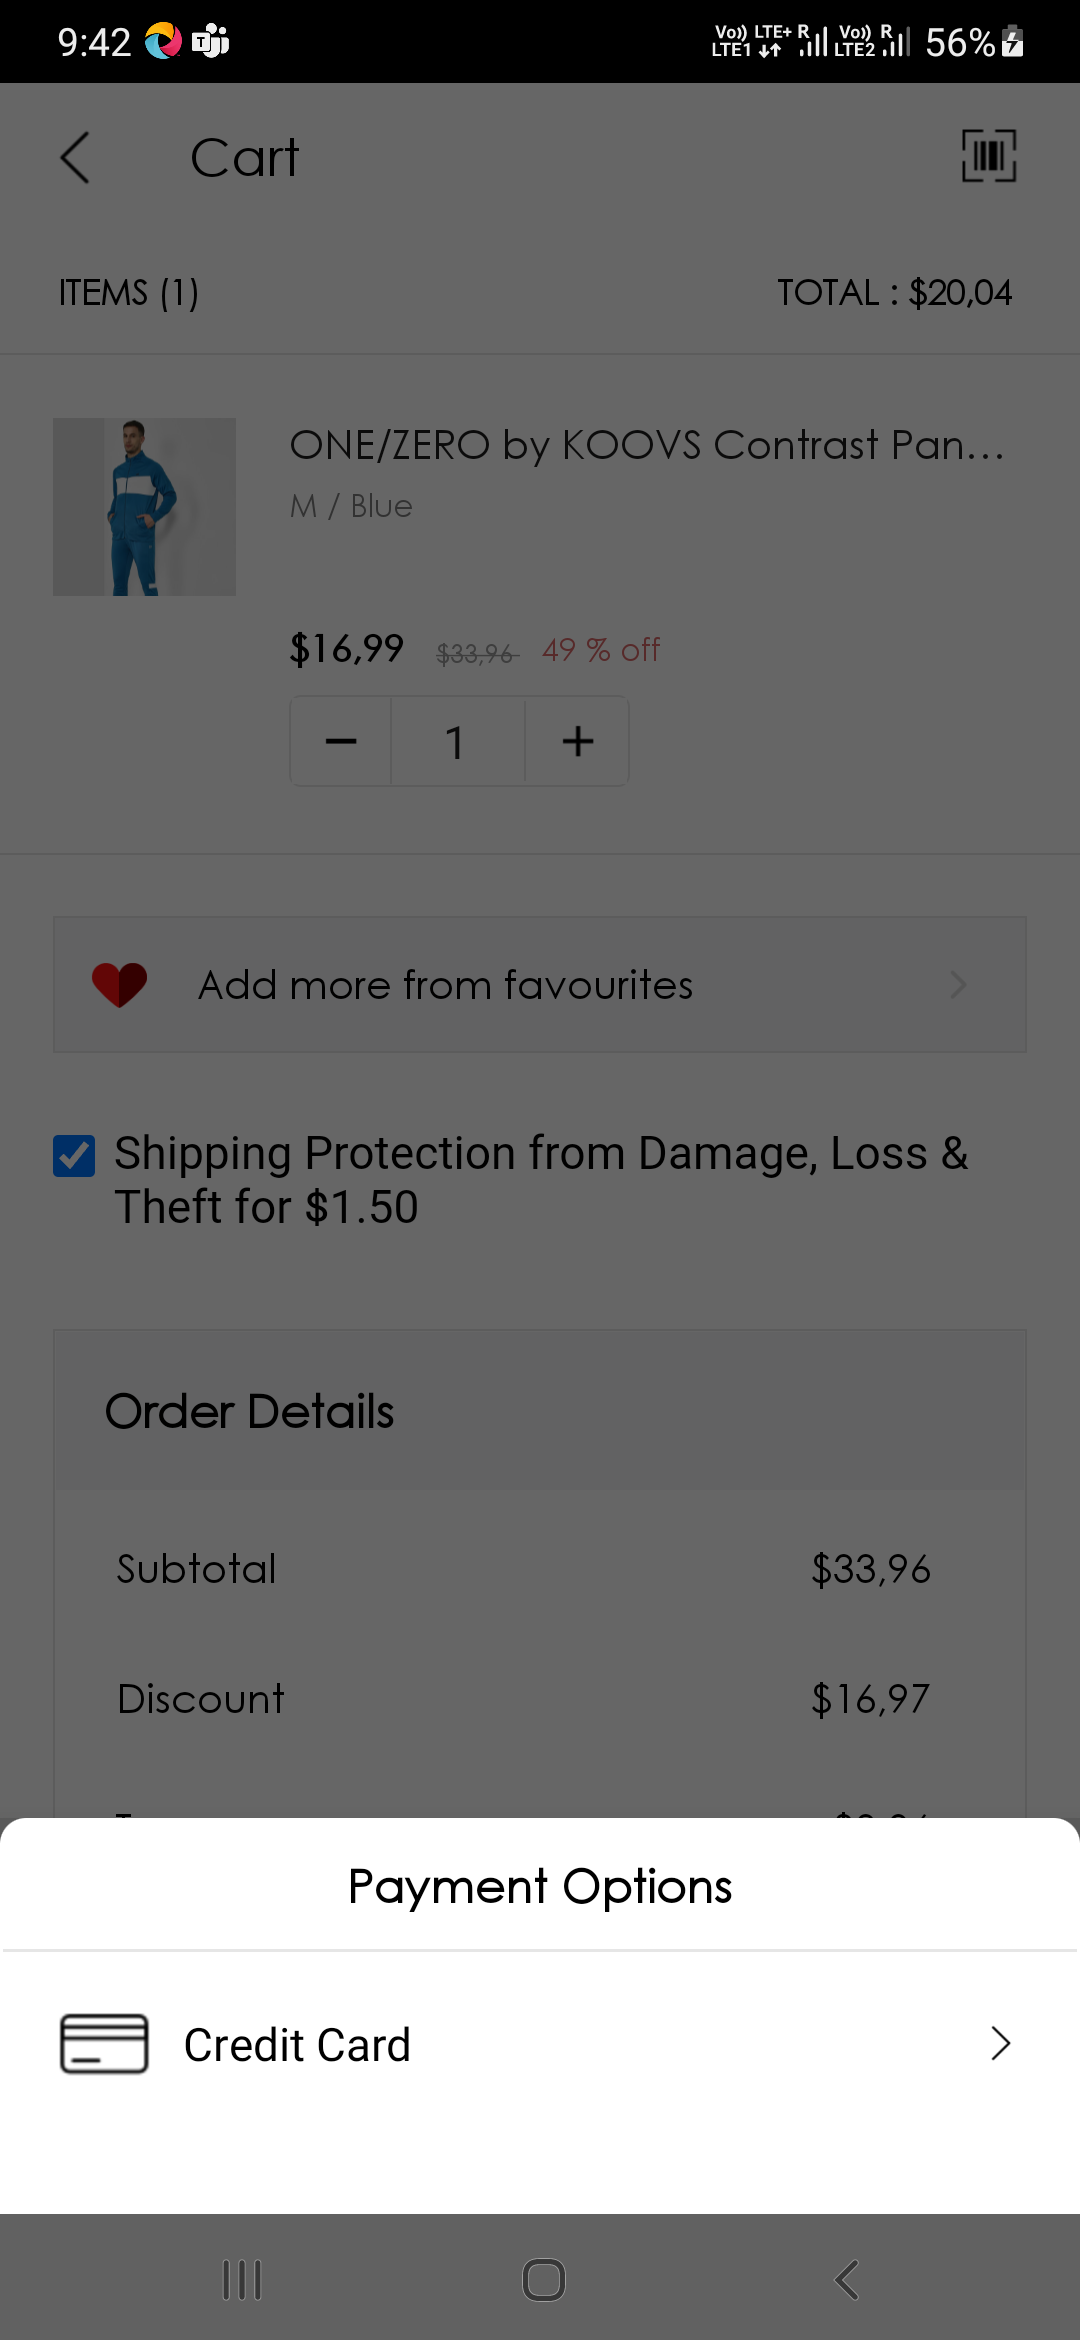 9:42
Vo)) LTE+ R Vo)) R
LTE1 LTE2 56%
Cart
ITEMS (1) TOTAL : $20,04
ONE/ZERO by KOOVS Contrast Pan...
M / Blue
$16,99 $33,96 49 % off
1
Add more from favourites
Shipping Protection from Damage, Loss &
Theft for $1.50
Order Details
Subtotal $33,96
Discount $16,97
Payment Options
Credit Card